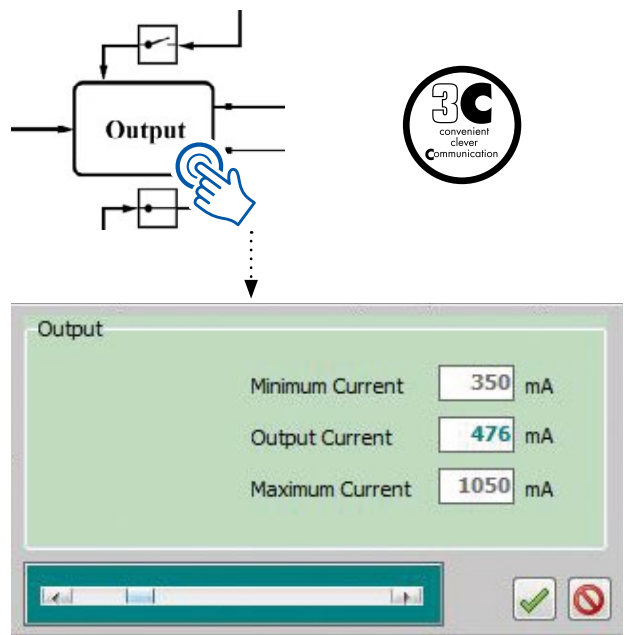 3C
convenient
clever
Communication
Output
Output
Minimum Current 350 mA
Output Current 476 mA
Maximum Current 1050 mA